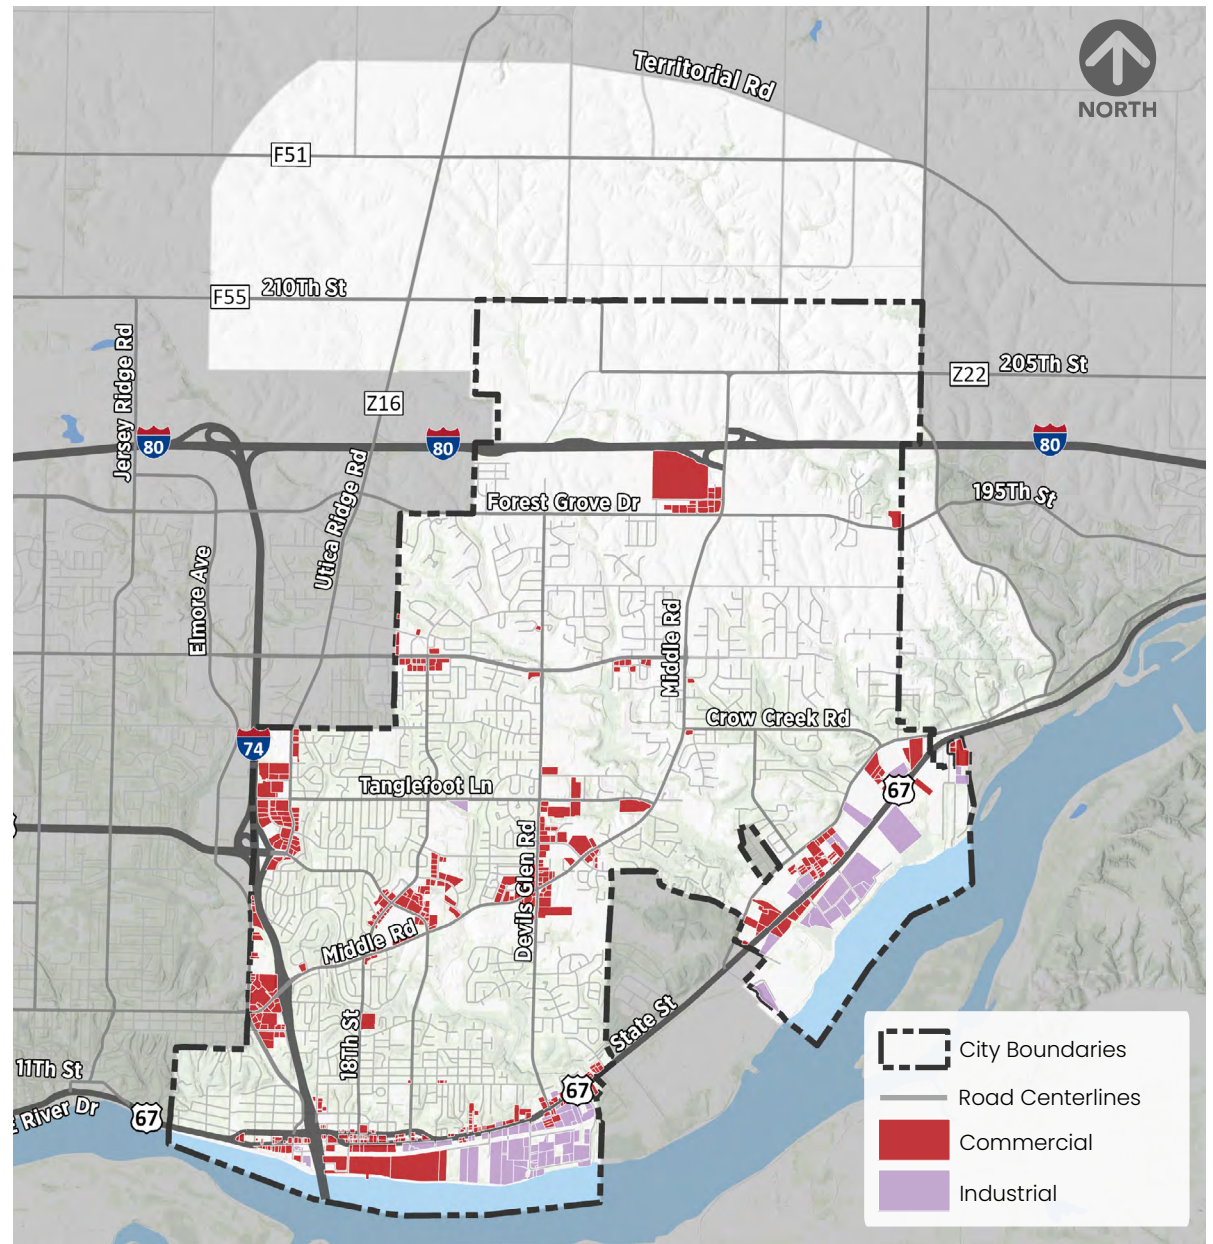 Territorial Rd
NORTH
F51
F55
210Th St
Jersey Ridge Rd
Z22
205Th St
Z16
80
80
80
Utica Ridge Rd
Forest Grove Dr
195Th St
Elmore Ave
Middle Rd
Crow Creek Rd
74
Tanglefoot Ln
67
Devils Glen Rd
Middle Rd
State St
18Th St
11Th St
E River Dr
67
67
City Boundaries
Road Centerlines
Commercial
Industrial